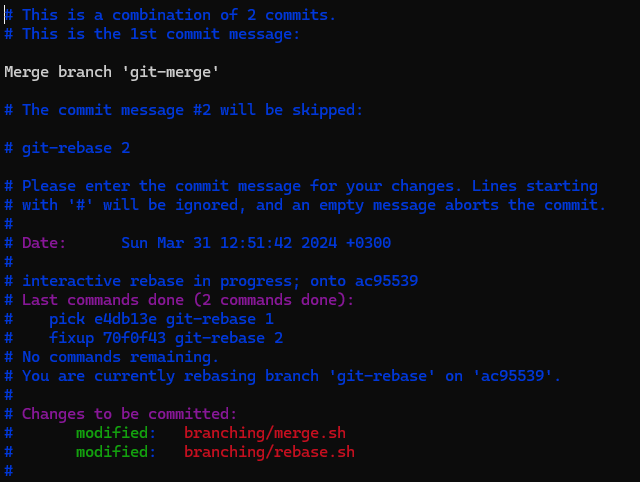 # This is a combination of 2 commits.
# This is the 1st commit message:

Merge branch 'git-merge'

# The commit message #2 will be skipped:

# git-rebase 2

# Please enter the commit message for your changes. Lines starting
# with '#' will be ignored, and an empty message aborts the commit.
#
# Date:      Sun Mar 31 12:51:42 2024 +0300
#
# interactive rebase in progress; onto ac95539
# Last commands done (2 commands done):
#    pick e4db13e git-rebase 1
#    fixup 70f0f43 git-rebase 2
# No commands remaining.
# You are currently rebasing branch 'git-rebase' on 'ac95539'.
#
# Changes to be committed:
#       modified:   branching/merge.sh
#       modified:   branching/rebase.sh
#